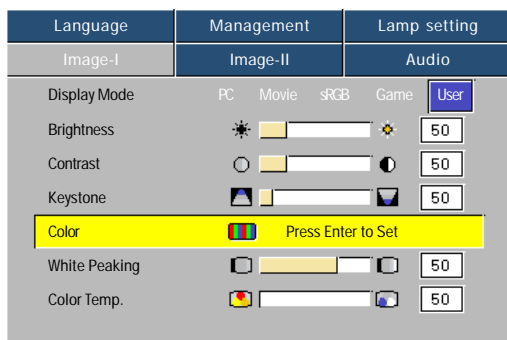 Language Management Lamp setting
Image-I Image-II Audio
Display Mode PC Movie sRGB Game User
Brightness 50
Contrast 50
Keystone 50
Color Press Enter to Set
White Peaking 50
Color Temp. 50